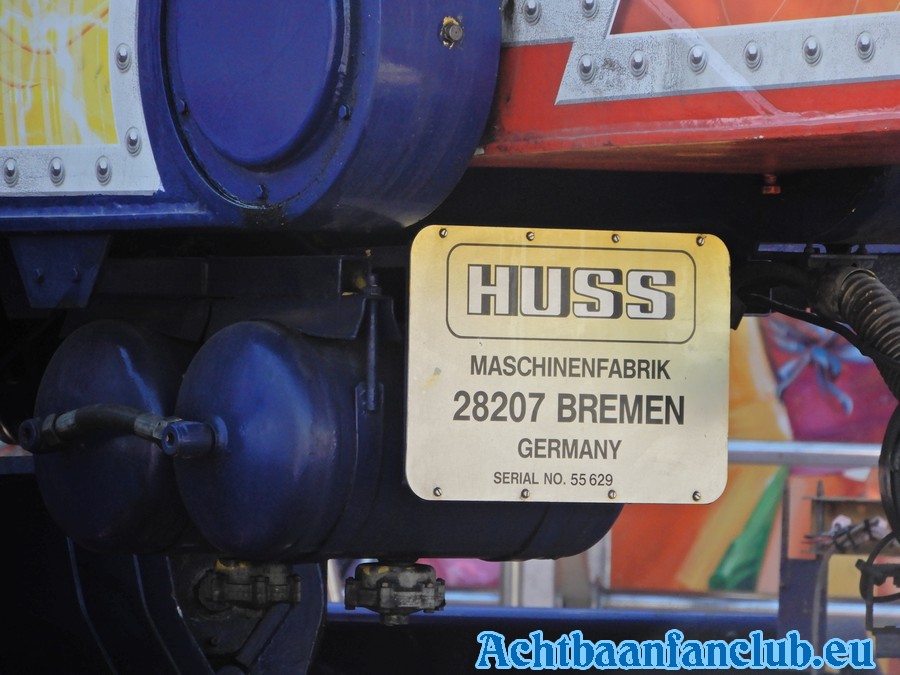 HUSS
MASCHINENFABRIK
28207 BREMEN
GERMANY
SERIAL NO. 55 629
Achtbaanfanclub.eu